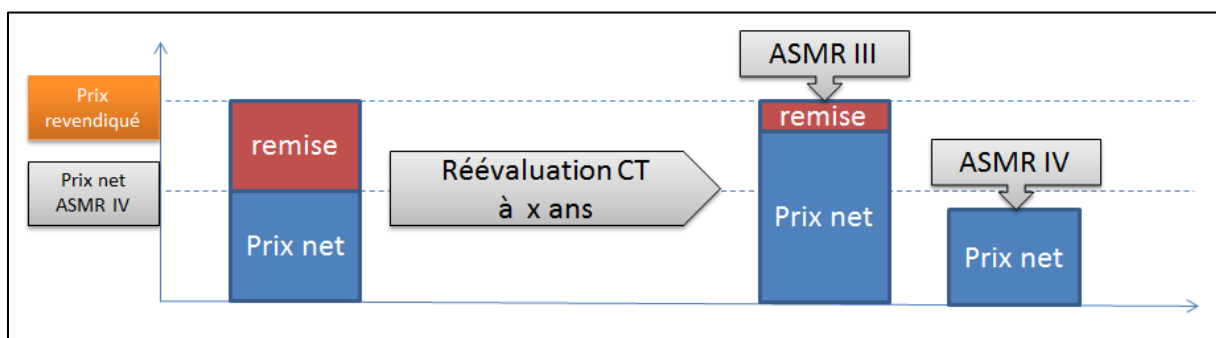 Prix
revendiqué
Prix net
ASMR IV
remise
Prix net
Réévaluation CT
à x ans
ASMR III
remise
Prix net
ASMR IV
Prix net